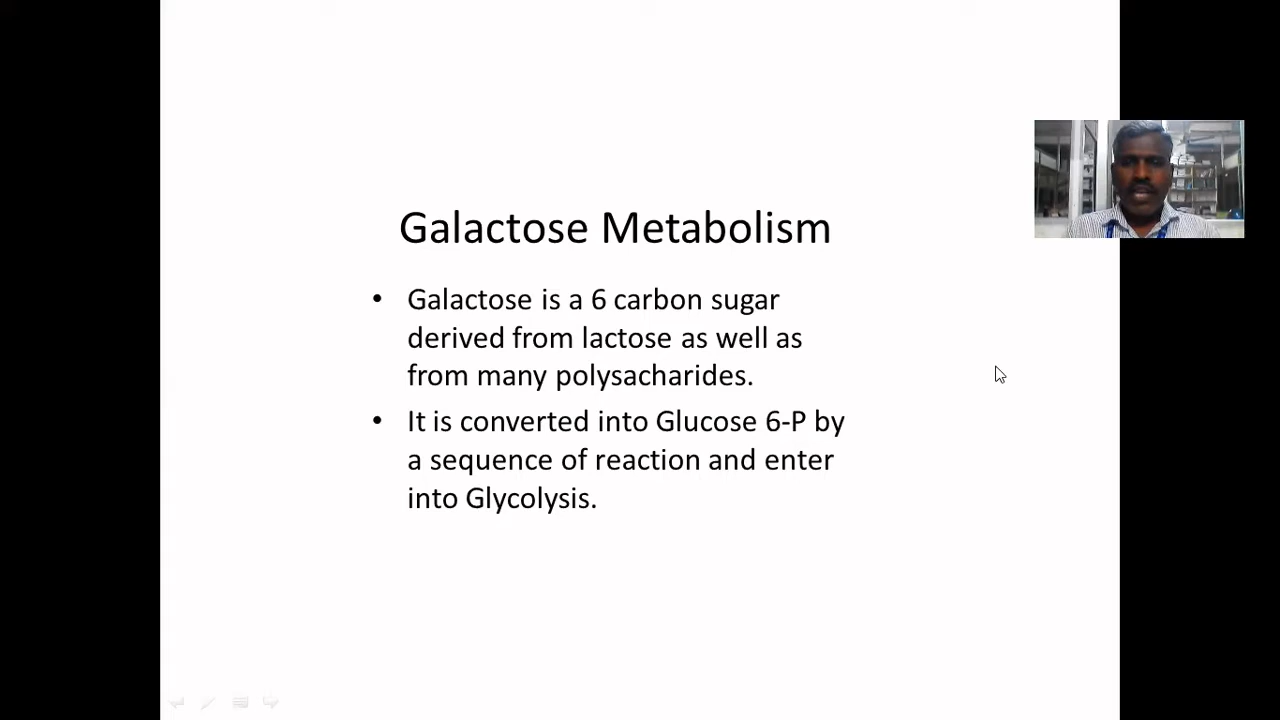 Galactose Metabolism
• Galactose is a 6 carbon sugar
derived from lactose as well as
from many polysacharides.
• It is converted into Glucose 6-P by
a sequence of reaction and enter
into Glycolysis.